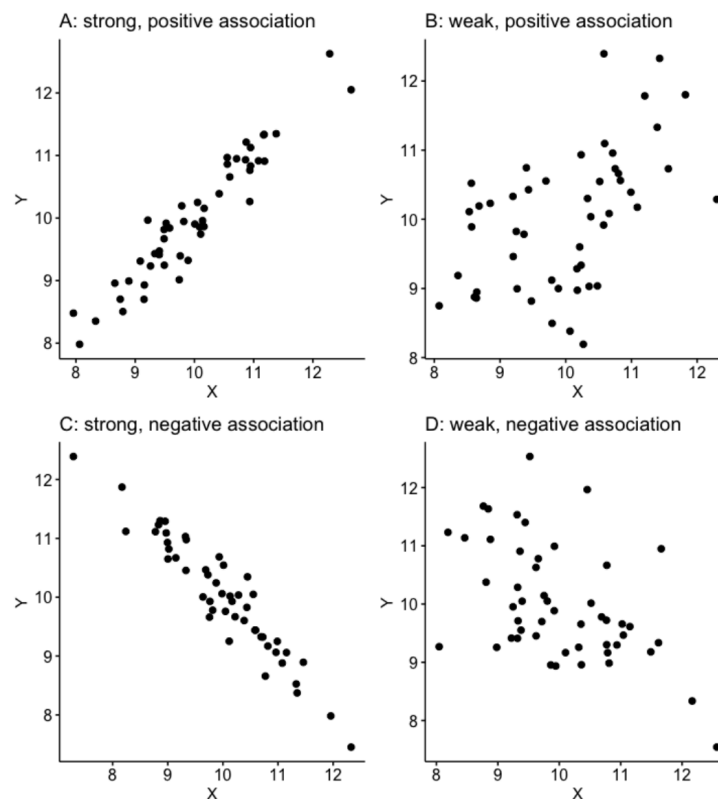 A: strong, positive association
B: weak, positive association
12
11
10
9
8
Y
8 9 10 11 12
X
12
11
10
9
8
Y
8 9 10 11 12
X
C: strong, negative association
D: weak, negative association
12
11
10
9
8
Y
8 9 10 11 12
X
12
11
10
9
8
Y
8 9 10 11 12
X